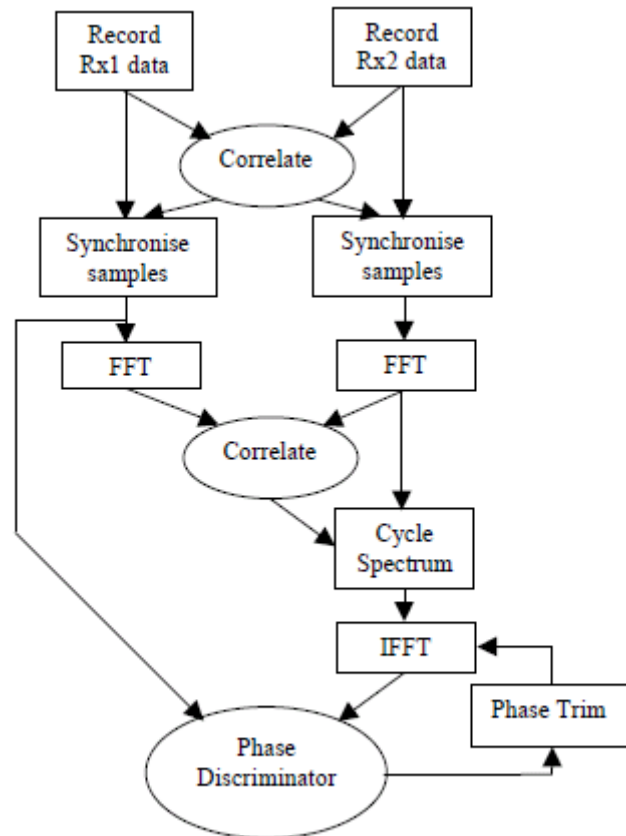 Record
Rx1 data
Record
Rx2 data
Correlate
Synchronise
samples
Synchronise
samples
FFT
FFT
Correlate
Cycle
Spectrum
IFFT
Phase Trim
Phase
Discriminator